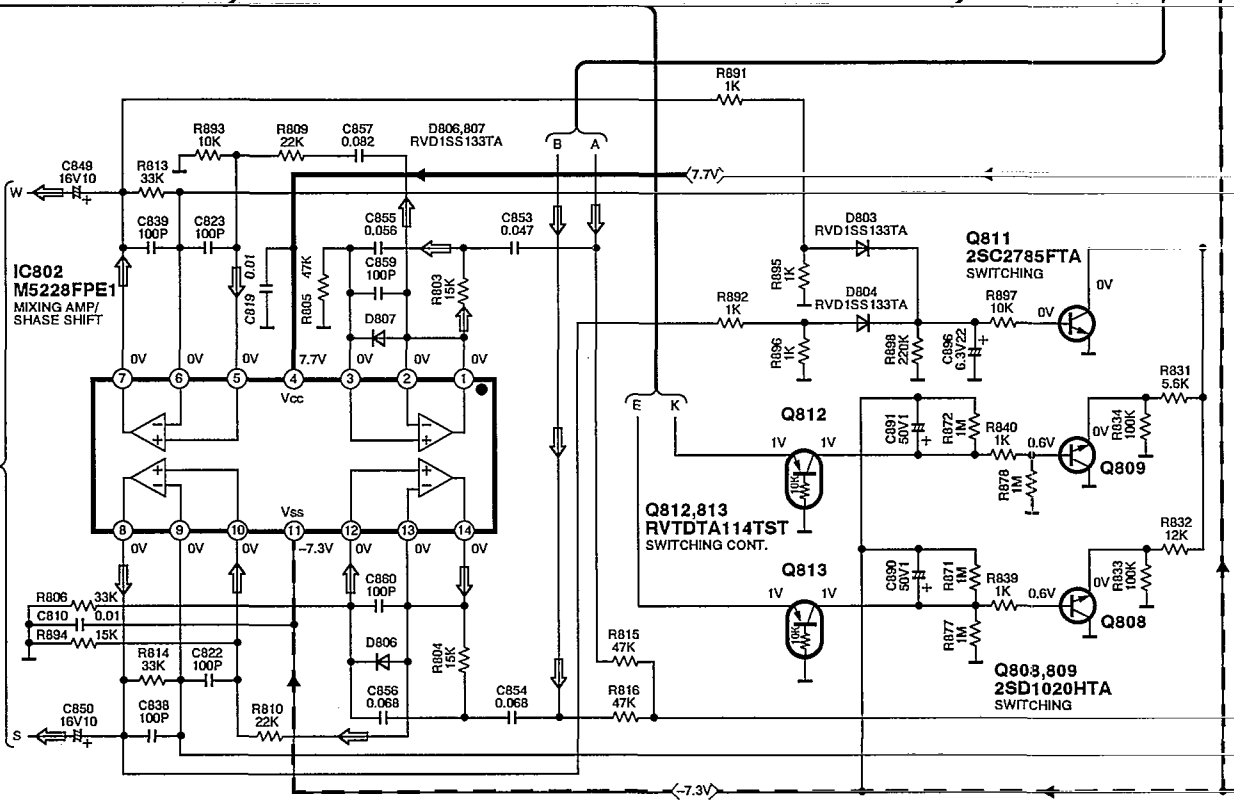 R891
1K
R893
10K
R809
22K
C857
0.082
D806,807
RVD1SS133TA
B A
C849
16V10
+
R813
33K
W
7.7V
C839
100P
C823
100P
C819 0.01
R805 47K
C855
0.056
C859
100P
C853
0.047
R803
15K
D807
D803
RVD1SS133TA
R895
1K
D804
RVD1SS133TA
R892
1K
R896
1K
R898
220K
C896
6.3V22
+
R897
10K
Q811
2SC2785FTA
SWITCHING
0V
0V
IC802
M5228FPE1
MIXING AMP/
SHASE SHIFT
0V 0V 0V 7.7V 0V 0V 0V
7 6 5 4 3 2 1
Vcc
− + − +
+ − + −
Vss
8 9 10 11 12 13 14
0V 0V 0V −7.3V 0V 0V 0V
E K
Q812
1V 1V
10K
Q812,813
RVTDTA114TST
SWITCHING CONT.
C891
50V1
+
R872
1M
R840
1K
0.6V
R878
1M
0V
Q809
R834
100K
R831
5.6K
R832
12K
Q813
1V 1V
10K
C890
50V1
+
R871
1M
R839
1K
0.6V
R877
1M
0V
Q808
R833
100K
Q808,809
2SD1020HTA
SWITCHING
R806 33K
C810 0.01
R894 15K
C860
100P
D806
R804
15K
R814
33K
C822
100P
C856
0.068
C854
0.068
R815
47K
R816
47K
C850
16V10
+
S
C838
100P
R810
22K
−7.3V